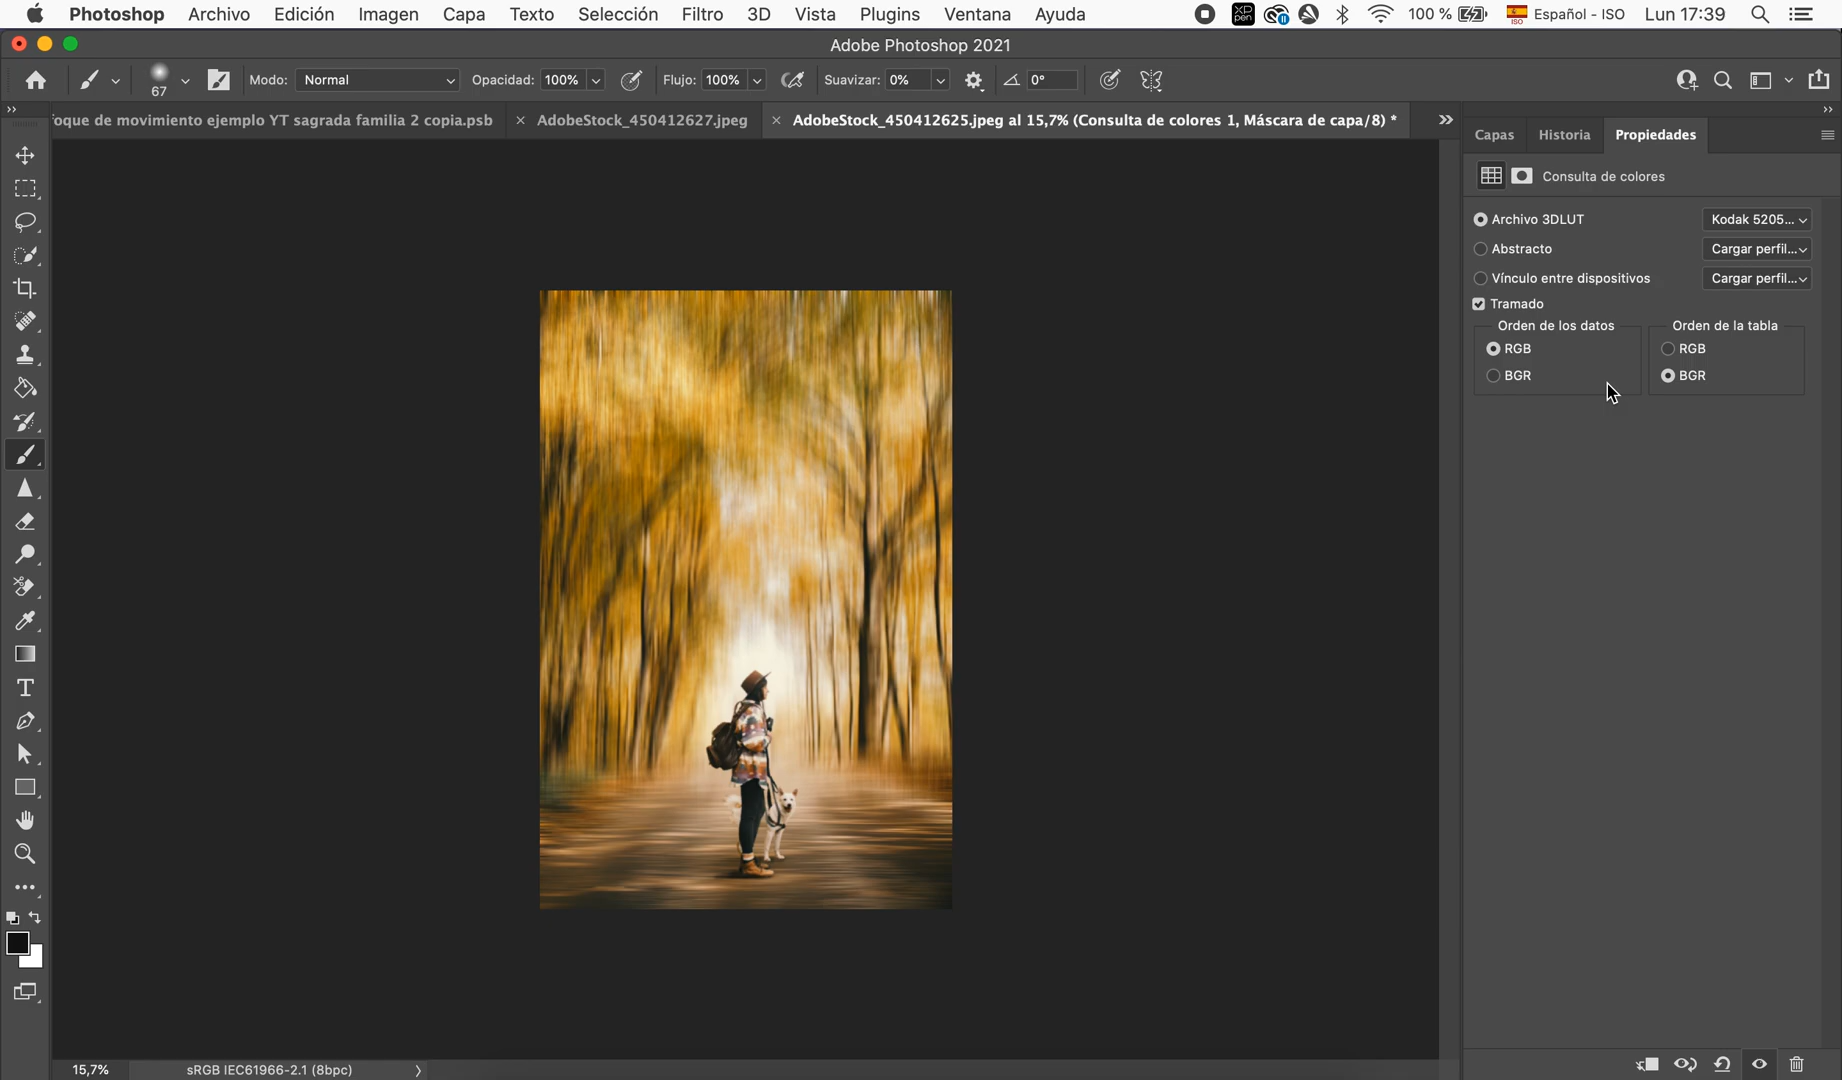 Photoshop Archivo Edición Imagen Capa Texto Selección Filtro 3D Vista Plugins Ventana Ayuda XP pen 100 % ISO Español - ISO Lun 17:39
Adobe Photoshop 2021
67 Modo: Normal Opacidad: 100% Flujo: 100% Suavizar: 0% 0°
oque de movimiento ejemplo YT sagrada familia 2 copia.psb × AdobeStock_450412627.jpeg × AdobeStock_450412625.jpeg al 15,7% (Consulta de colores 1, Máscara de capa/8) *
Capas Historia Propiedades
Consulta de colores
Archivo 3DLUT Kodak 5205...
Abstracto Cargar perfil...
Vínculo entre dispositivos Cargar perfil...
Tramado
Orden de los datos Orden de la tabla
RGB RGB
BGR BGR
15,7% sRGB IEC61966-2.1 (8bpc)